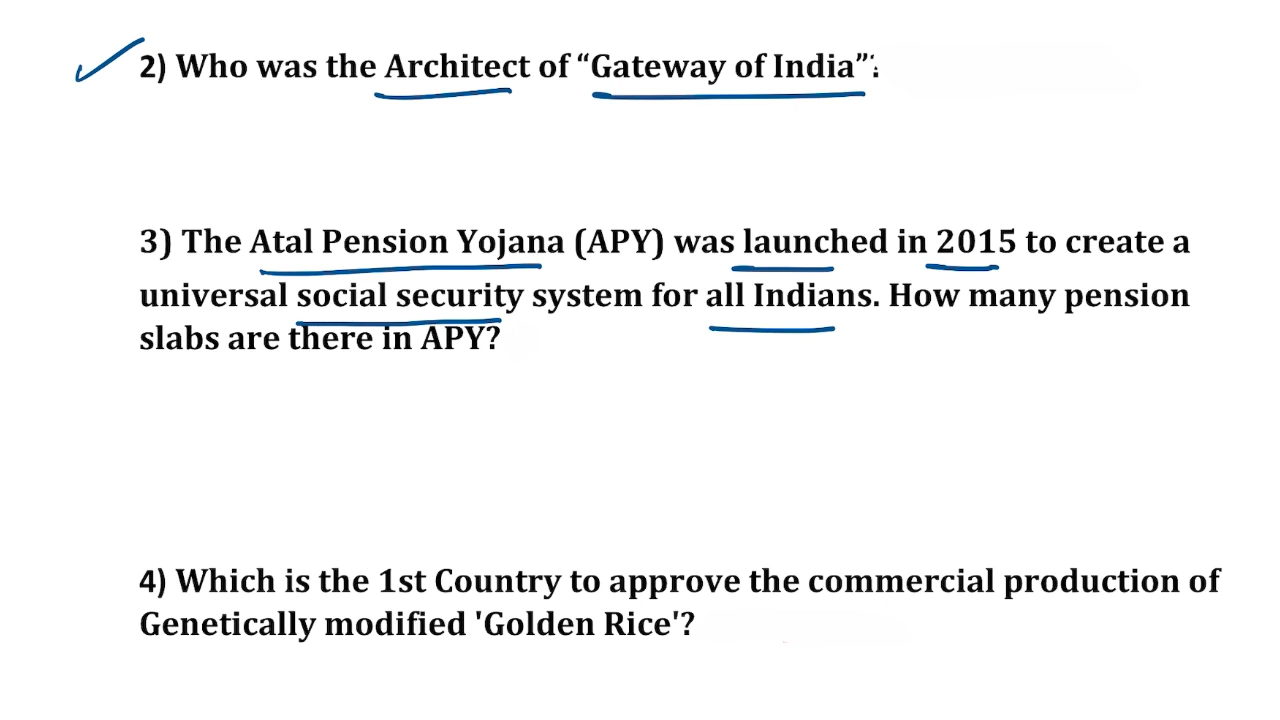 2) Who was the Architect of “Gateway of India”?
3) The Atal Pension Yojana (APY) was launched in 2015 to create a
universal social security system for all Indians. How many pension
slabs are there in APY?
4) Which is the 1st Country to approve the commercial production of
Genetically modified 'Golden Rice'?